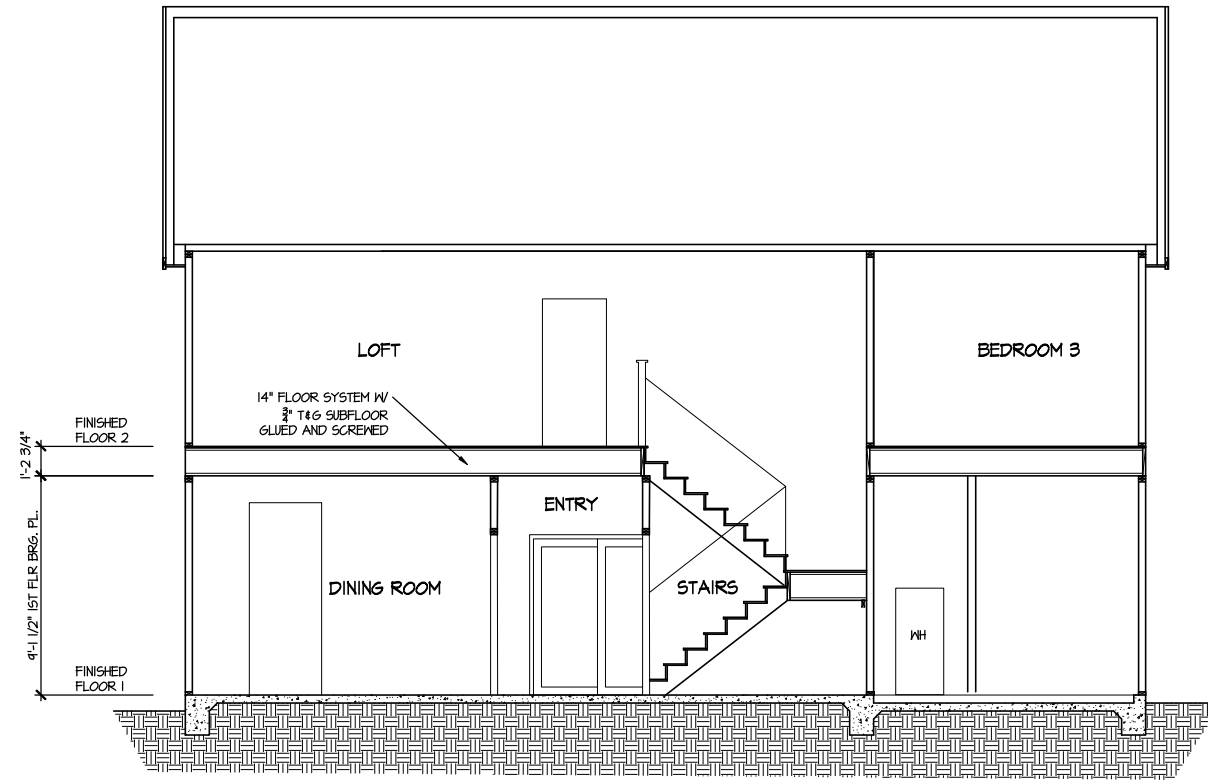 LOFT
BEDROOM 3
14" FLOOR SYSTEM W/
3/4" T&G SUBFLOOR
GLUED AND SCREWED
FINISHED
FLOOR 2
1'-2 3/4"
ENTRY
9'-1 1/2" 1ST FLR BRG. PL.
DINING ROOM
STAIRS
WH
FINISHED
FLOOR 1